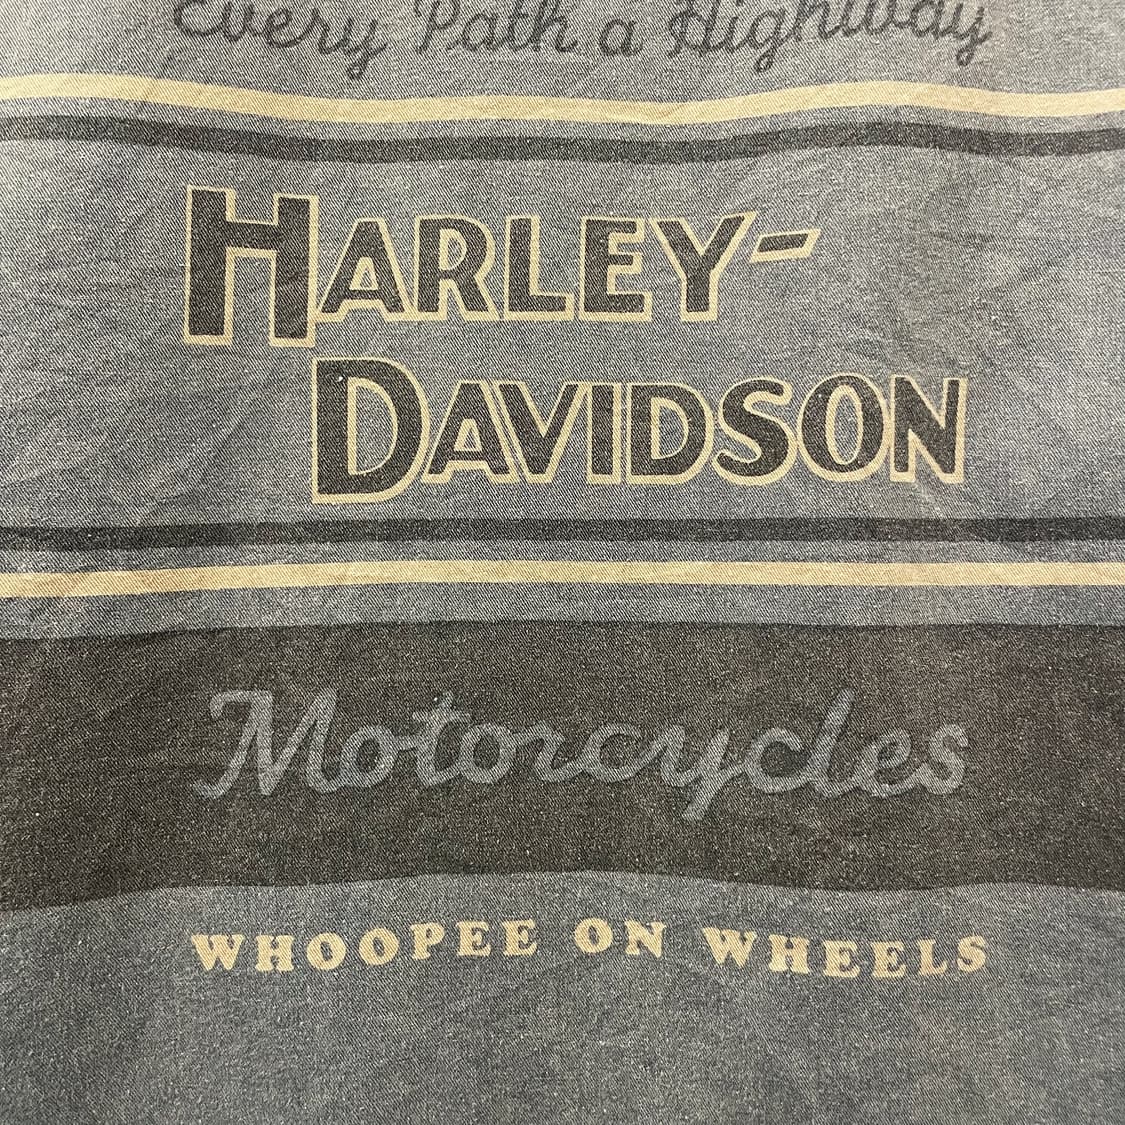 Every Path a Highway
HARLEY-
DAVIDSON
Motorcycles
WHOOPEE ON WHEELS